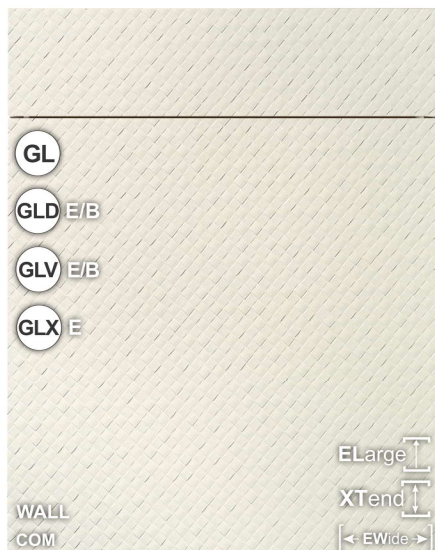 GL
GLD E/B
GLV E/B
GLX E
ELarge
XTend
WALL
COM
EWide